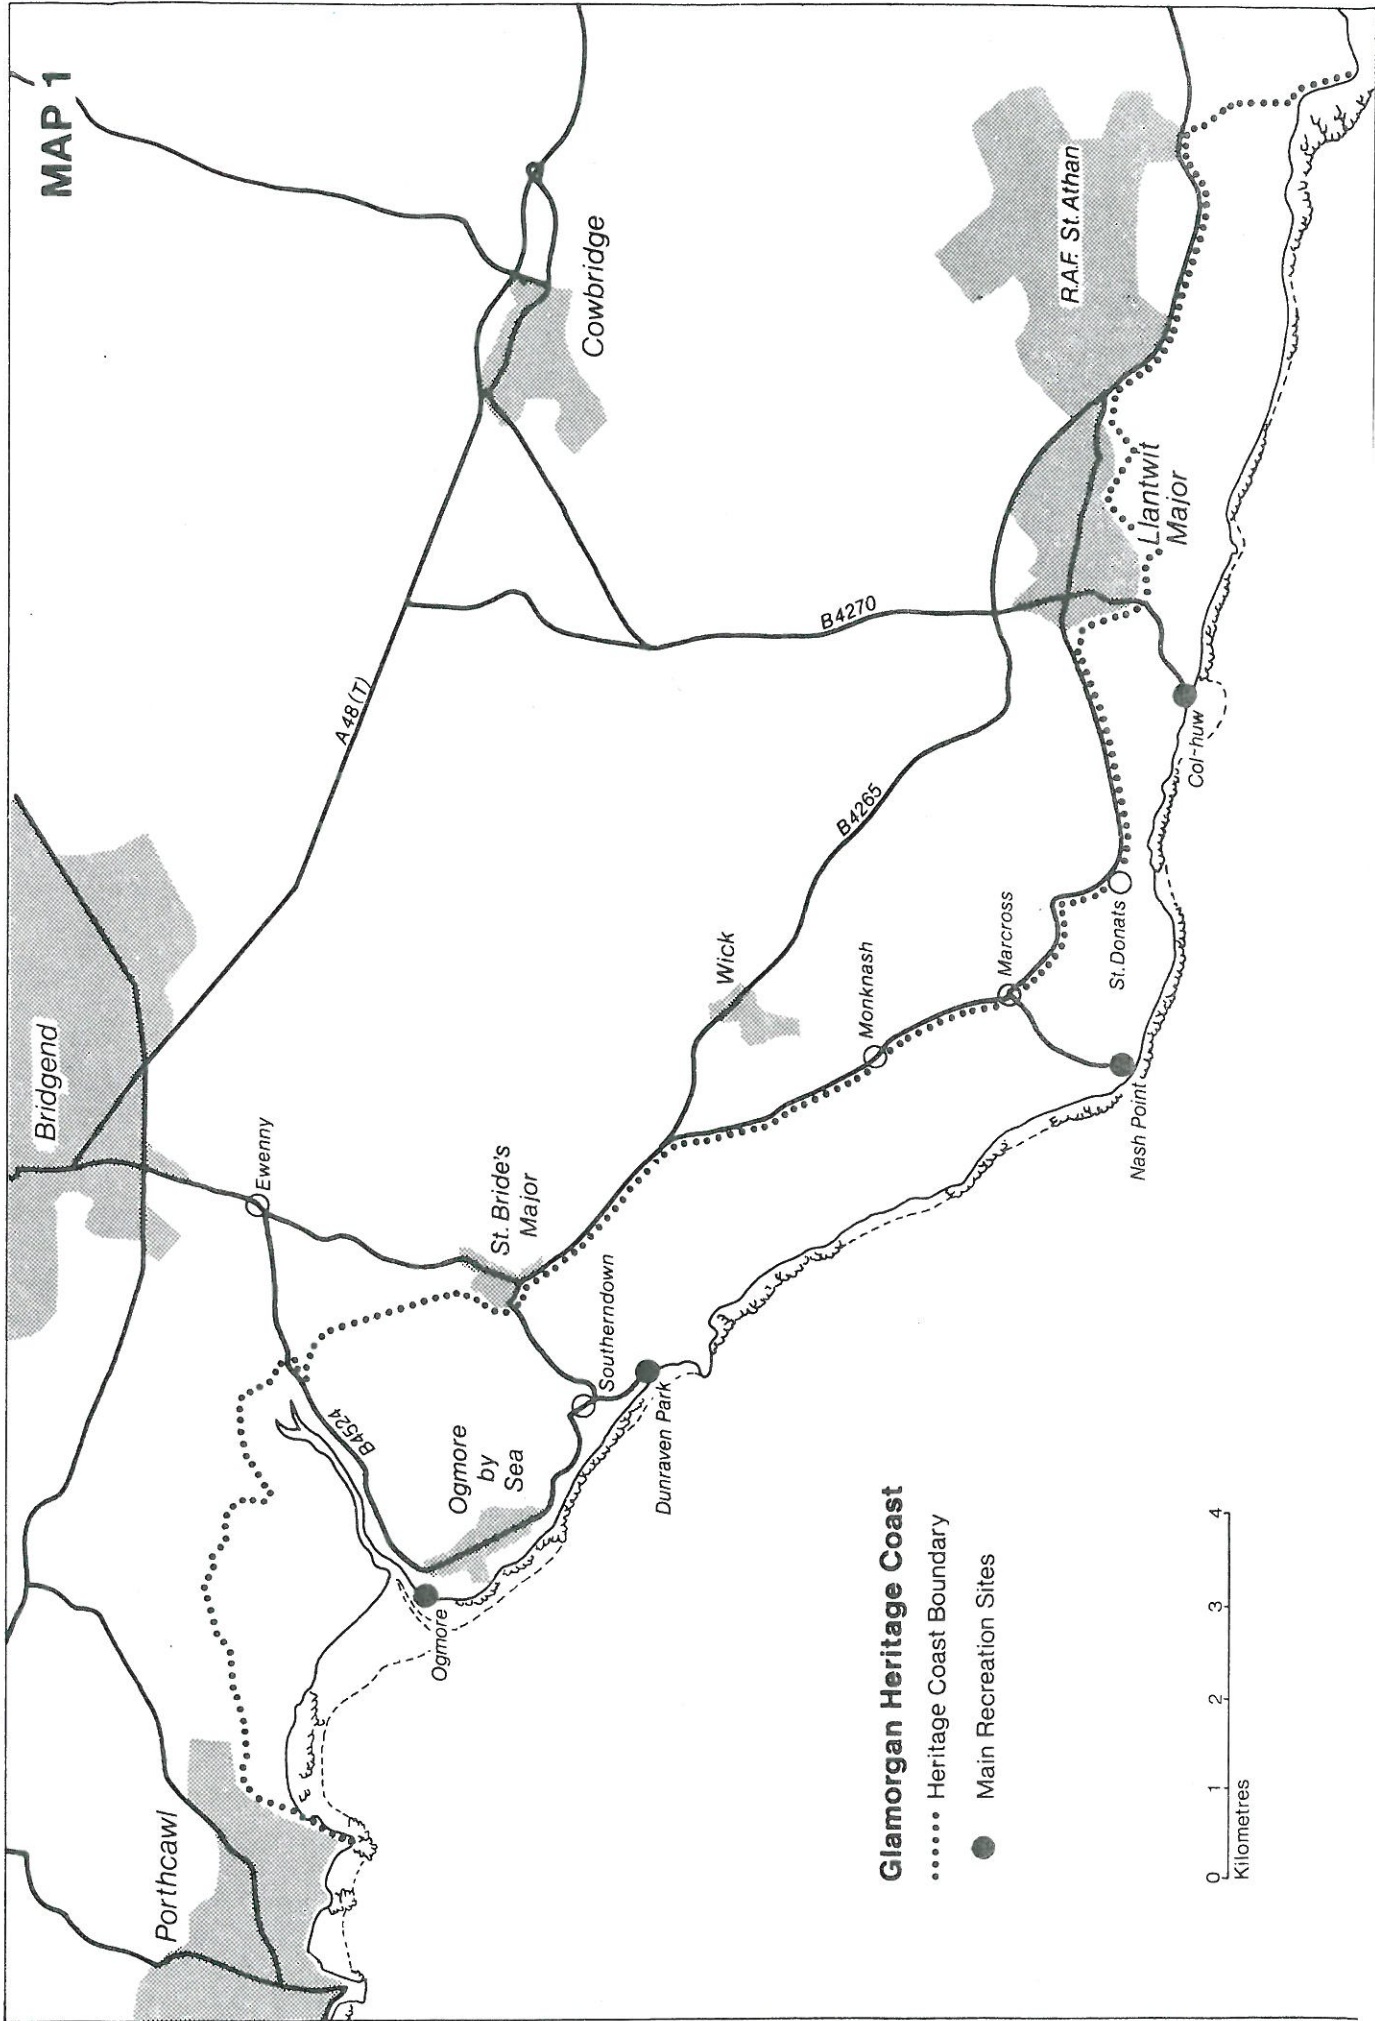 MAP 1
Porthcawl
Bridgend
Cowbridge
A48(T)
Ewenny
B4524
Ogmore
by
Sea
Ogmore
St. Bride's
Major
Southerndown
Dunraven Park
Wick
B4265
B4270
Monknash
Marcross
St. Donats
Nash Point
Col-huw
Llantwit
Major
R.A.F. St. Athan
Glamorgan Heritage Coast
Heritage Coast Boundary
Main Recreation Sites
0 1 2 3 4
Kilometres